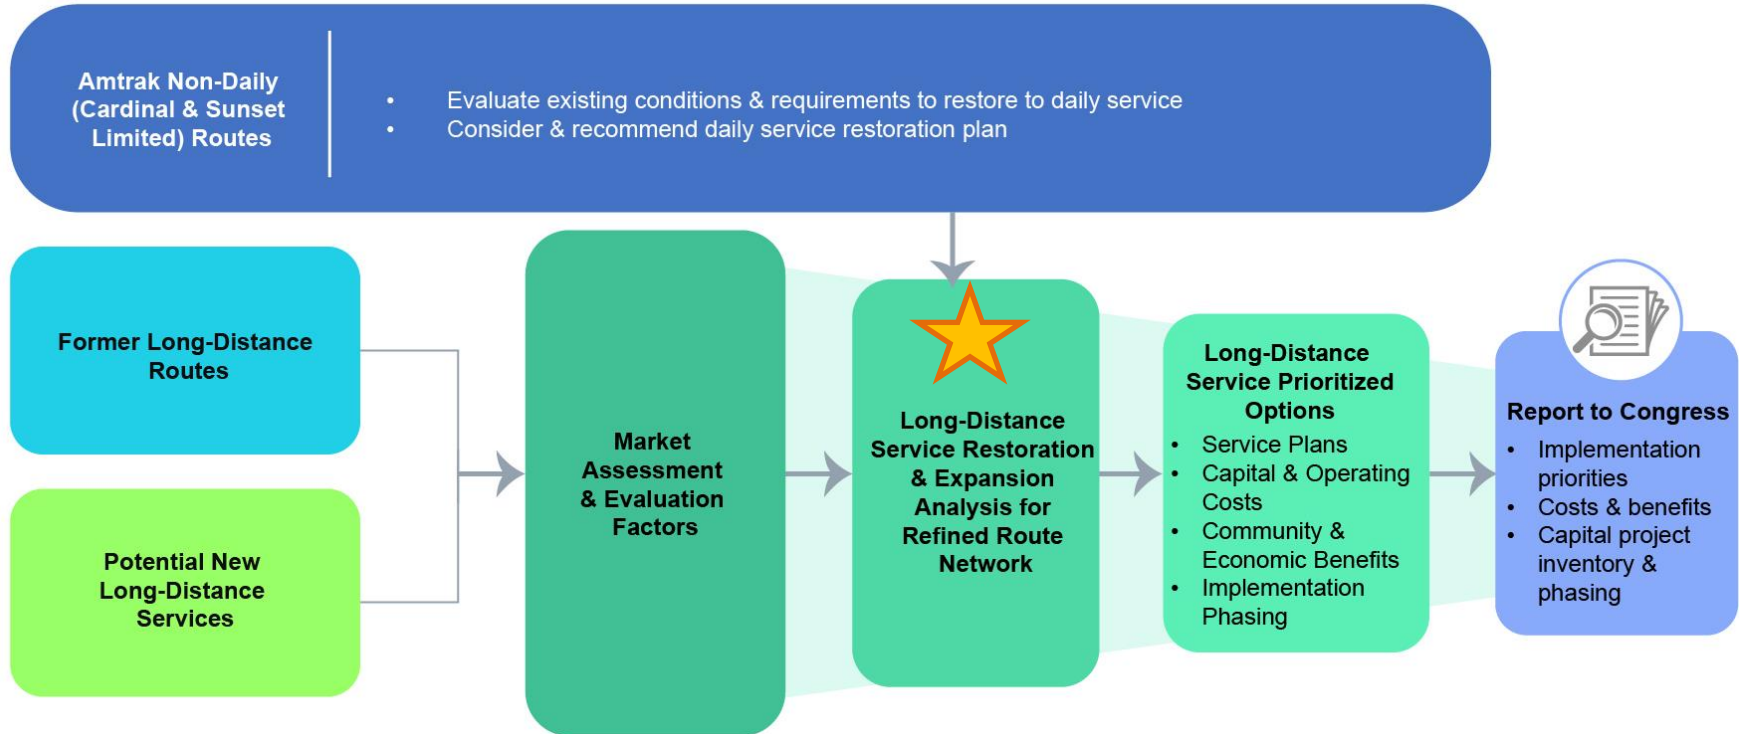 Amtrak Non-Daily
(Cardinal & Sunset
Limited) Routes
• Evaluate existing conditions & requirements to restore to daily service
• Consider & recommend daily service restoration plan
Former Long-Distance
Routes
Potential New
Long-Distance
Services
Market
Assessment
& Evaluation
Factors
Long-Distance
Service Restoration
& Expansion
Analysis for
Refined Route
Network
Long-Distance
Service Prioritized
Options
• Service Plans
• Capital & Operating
Costs
• Community &
Economic Benefits
• Implementation
Phasing
Report to Congress
• Implementation
priorities
• Costs & benefits
• Capital project
inventory &
phasing